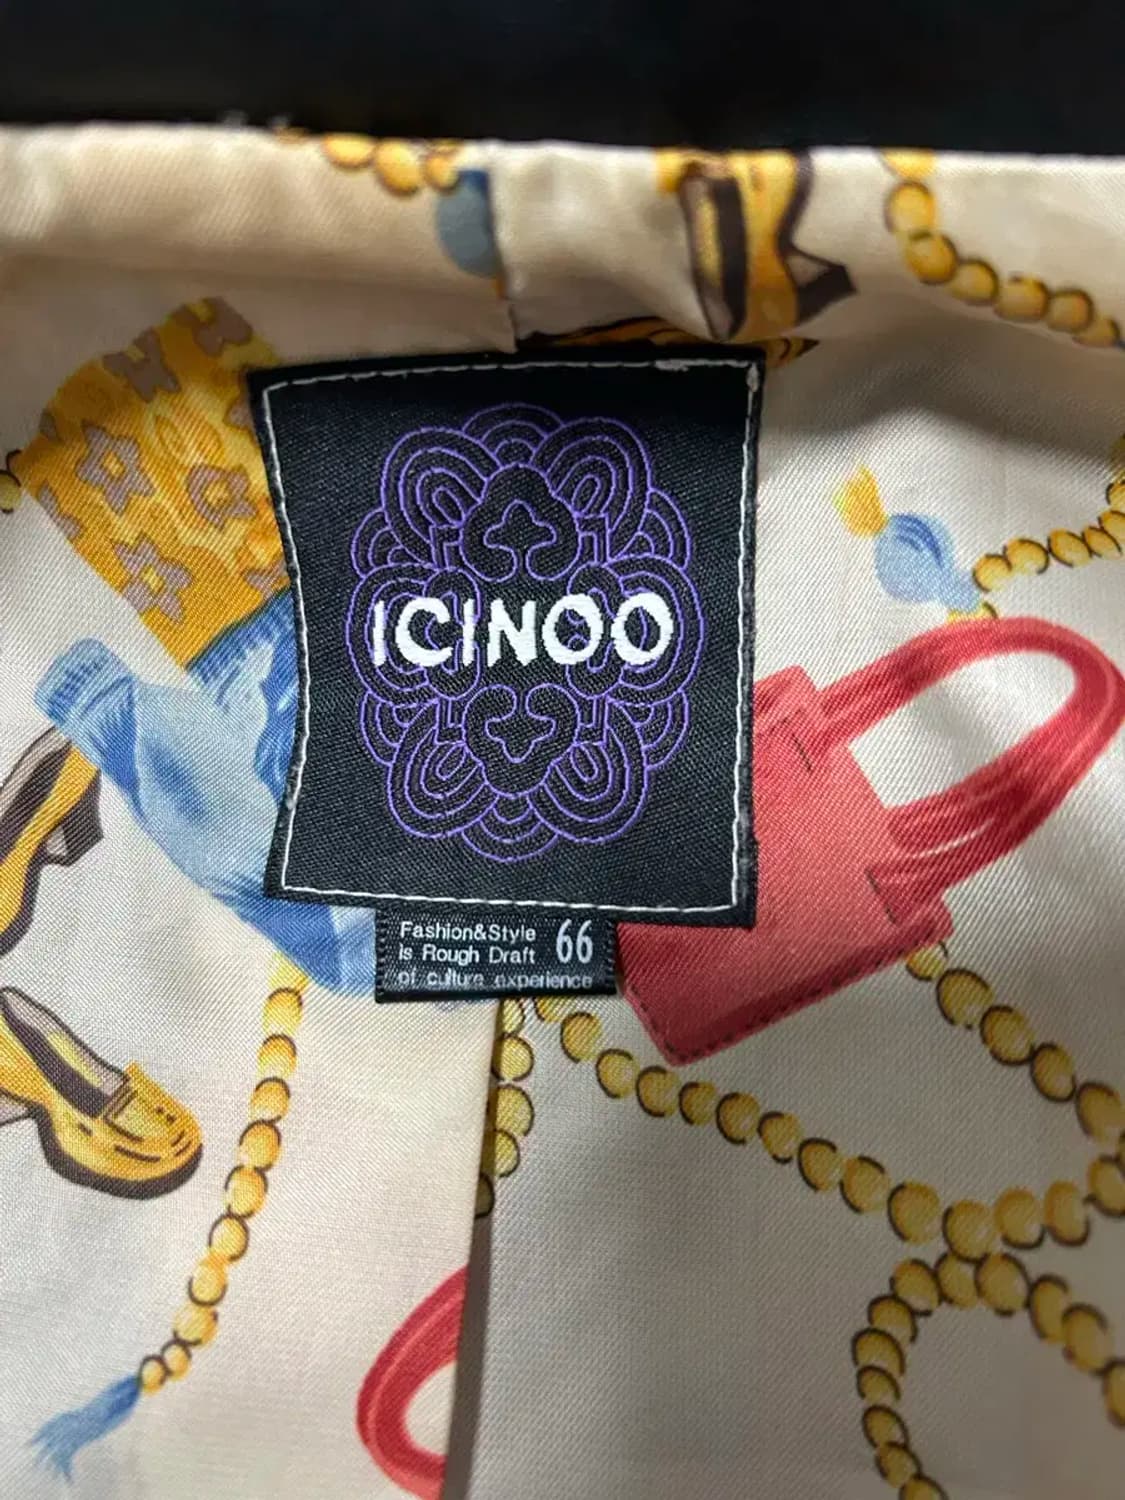 ICINOO
Fashion&Style
is Rough Draft
of culture experience
66